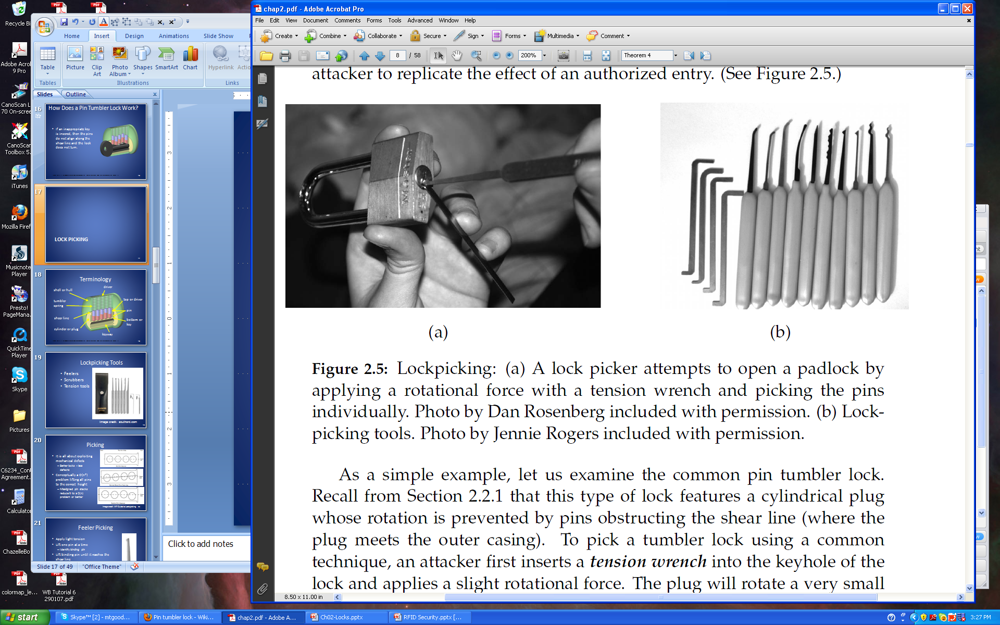 Recycle Bi
Adobe Acrol
9 Pro
CanoScan L
70 On-scree
CanoScan
Toolbox 5.
iTunes
Mozilla Firef
Musicnote
Player
Presto!
PageMana.
QuickTime
Player
Skype
Pictures
C6234_Cont
Agreement.
Calculator
ChazelleBo
colormap_le...
WB Tutorial 6
290107.pdf
Home Insert Design Animations Slide Show
Table
Picture
Clip
Art
Photo
Album
Shapes
SmartArt
Chart
Hyperlink
Actio
Tables
Illustrations
Links
Slides Outline
16
How Does a Pin Tumbler Lock Work?
If an inappropriate key
is insered, then the pins
do not align along the
shear line and the lock
does not turn.
17
LOCK PICKING
18
Terminology
shell or hull
driver
tumbler
spring
top or driver
pin
sheer line
bottom or
key
cylinder or plug
keyway
19
Lockpicking Tools
• Feelers
• Scrubbers
• Tension tools
Image credit: southord.com
20
Picking
• It is all about exploiting
mechanical defects
– Better locks - less
defects
• Conceptually a O(n²)
problem lifting all pins
to the correct height
– Misaligned pin stacks
reduce it to a O(n)
problem or better
Image credit MIT Guide to Lockpicking
21
Feeler Picking
• Apply light tension
• Lift one pin at a time
– Identify binding pin
• Lift binding pin until it reaches the
shear line
Click to add notes
Slide 17 of 49 "Office Theme"
chap2.pdf - Adobe Acrobat Pro
File Edit View Document Comments Forms Tools Advanced Window Help
Create Combine Collaborate Secure Sign Forms Multimedia Comment
8 / 58 200% Theorem 4
attacker to replicate the effect of an authorized entry. (See Figure 2.5.)
(a)
(b)
Figure 2.5: Lockpicking: (a) A lock picker attempts to open a padlock by
applying a rotational force with a tension wrench and picking the pins
individually. Photo by Dan Rosenberg included with permission. (b) Lock-
picking tools. Photo by Jennie Rogers included with permission.
As a simple example, let us examine the common pin tumbler lock.
Recall from Section 2.2.1 that this type of lock features a cylindrical plug
whose rotation is prevented by pins obstructing the shear line (where the
plug meets the outer casing). To pick a tumbler lock using a common
technique, an attacker first inserts a tension wrench into the keyhole of the
lock and applies a slight rotational force. The plug will rotate a very small
8.50 x 11.00 in
start
Skype™ [2] - mtgood...
Pin tumbler lock - Wiki...
chap2.pdf - Adobe A...
Ch02-Locks.pptx
RFID Security.pptx [...
3:27 PM